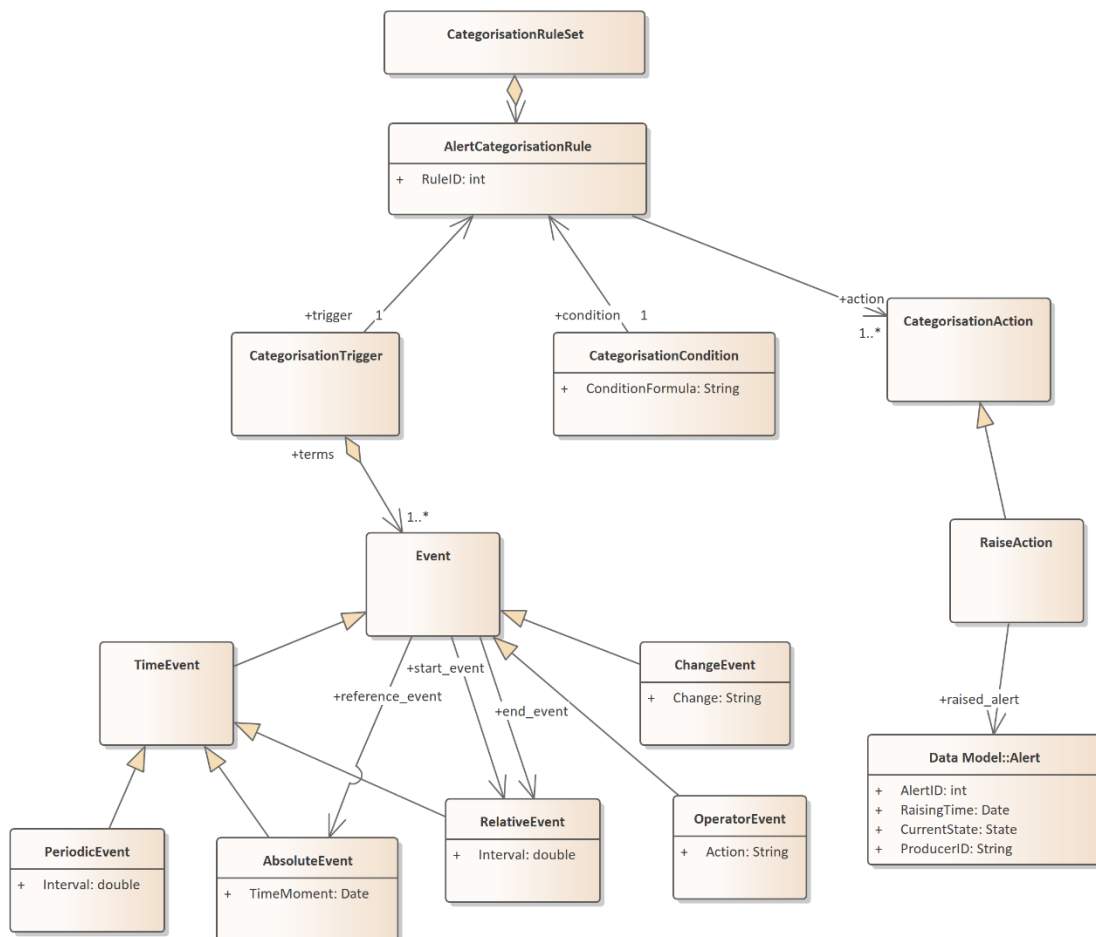 CategorisationRuleSet
AlertCategorisationRule
+ RuleID: int
+trigger 1
+condition 1
+action
1..*
CategorisationTrigger
CategorisationCondition
+ ConditionFormula: String
CategorisationAction
+terms
1..*
Event
RaiseAction
TimeEvent
+start_event
+reference_event
+end_event
ChangeEvent
+ Change: String
+raised_alert
Data Model::Alert
+ AlertID: int
+ RaisingTime: Date
+ CurrentState: State
+ ProducerID: String
PeriodicEvent
+ Interval: double
AbsoluteEvent
+ TimeMoment: Date
RelativeEvent
+ Interval: double
OperatorEvent
+ Action: String